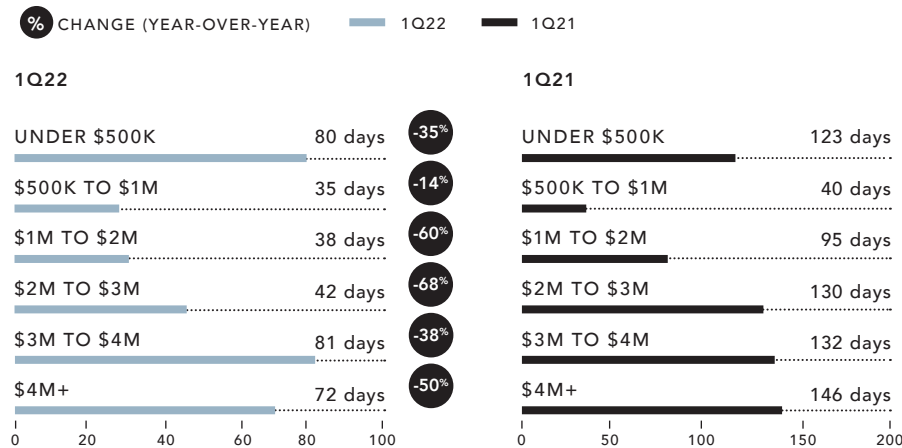 % CHANGE (YEAR-OVER-YEAR) 1Q22 1Q21
1Q22 1Q21
UNDER $500K 80 days -35% UNDER $500K 123 days
$500K TO $1M 35 days -14% $500K TO $1M 40 days
$1M TO $2M 38 days -60% $1M TO $2M 95 days
$2M TO $3M 42 days -68% $2M TO $3M 130 days
$3M TO $4M 81 days -38% $3M TO $4M 132 days
$4M+ 72 days -50% $4M+ 146 days
0 20 40 60 80 100 0 50 100 150 200